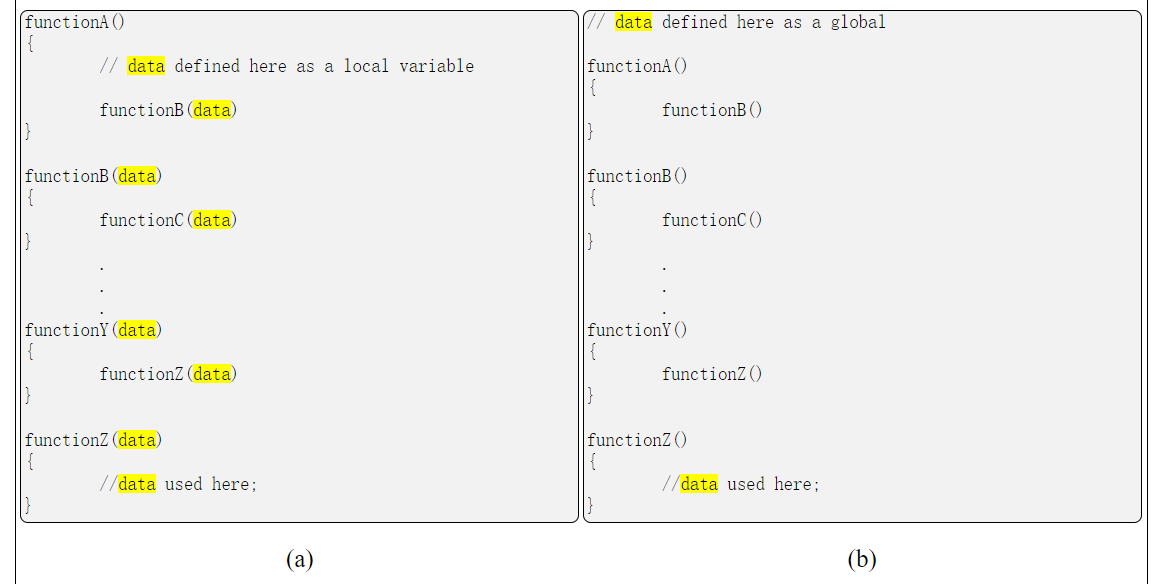 functionA()
{
// data defined here as a local variable
functionB(data)
}
functionB(data)
{
functionC(data)
}
.
.
.
functionY(data)
{
functionZ(data)
}
functionZ(data)
{
//data used here;
}
(a)
// data defined here as a global
functionA()
{
functionB()
}
functionB()
{
functionC()
}
.
.
.
functionY()
{
functionZ()
}
functionZ()
{
//data used here;
}
(b)